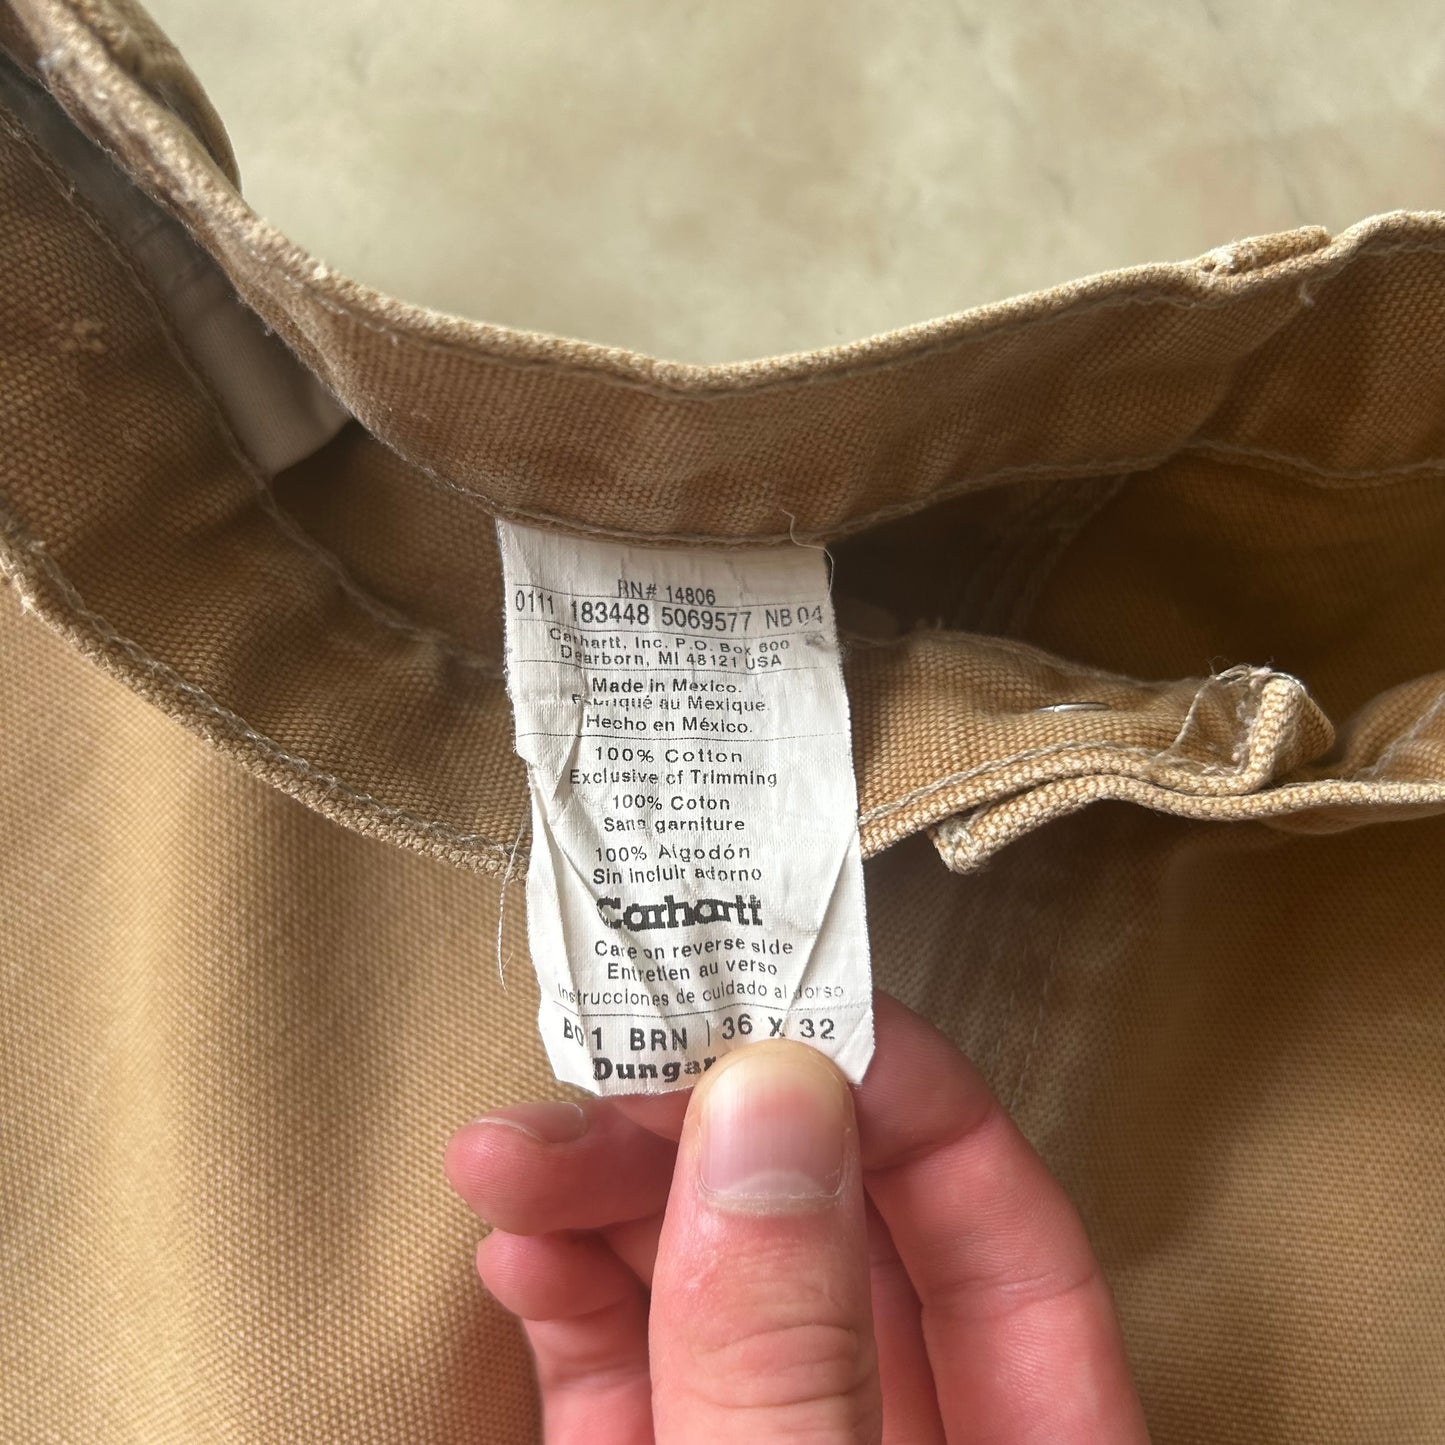 RN# 14806
0111 183448 5069577 NB 04
Carhartt, Inc. P.O. Box 600
Dearborn, MI 48121 USA
Made in Mexico.
Fabriqué au Mexique.
Hecho en México.
100% Cotton
Exclusive of Trimming
100% Coton
Sans garniture
100% Algodón
Sin incluir adorno
Carhartt
Care on reverse side
Entretien au verso
Instrucciones de cuidado al dorso
B01 BRN | 36 X 32